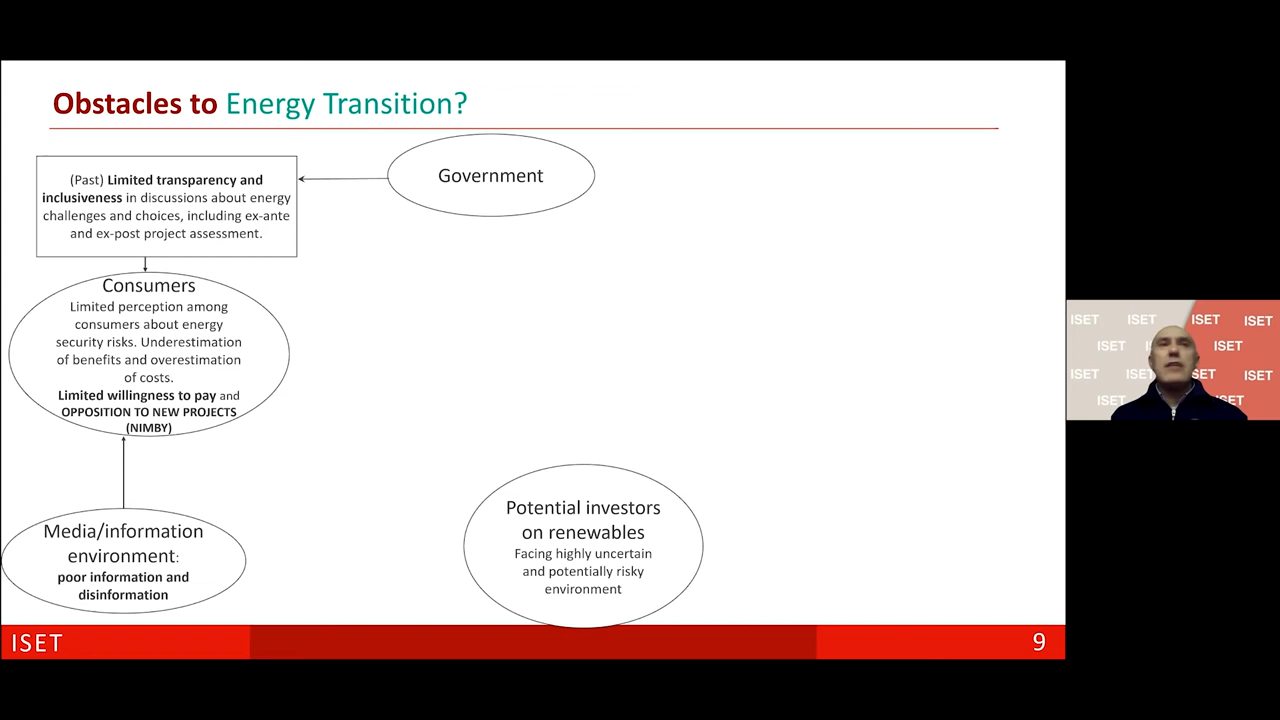 Obstacles to Energy Transition?
Government
(Past) Limited transparency and
inclusiveness in discussions about energy
challenges and choices, including ex-ante
and ex-post project assessment.
Consumers
Limited perception among
consumers about energy
security risks. Underestimation
of benefits and overestimation
of costs.
Limited willingness to pay and
OPPOSITION TO NEW PROJECTS
(NIMBY)
Media/information
environment:
poor information and
disinformation
Potential investors
on renewables
Facing highly uncertain
and potentially risky
environment
ISET
9
ISET ISET ISET ISET
ISET ISET
ISET ISET
ISET